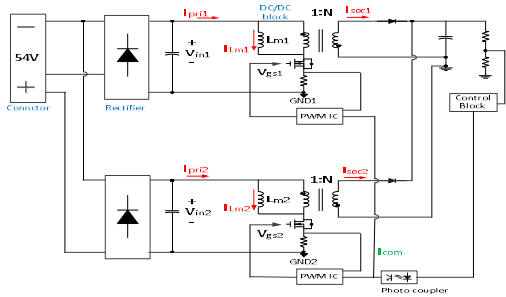 DC/DC
block
Ipri1
1:N
Isec1
−
54V
+
Connctor
Rectifier
+
Vin1
−
Lm1
ILm1
Vgs1
GND1
PWM IC
Control
Block
Ipri2
1:N
Isec2
+
Vin2
−
Lm2
ILm2
Vgs2
GND2
PWM IC
Icom
Photo coupler